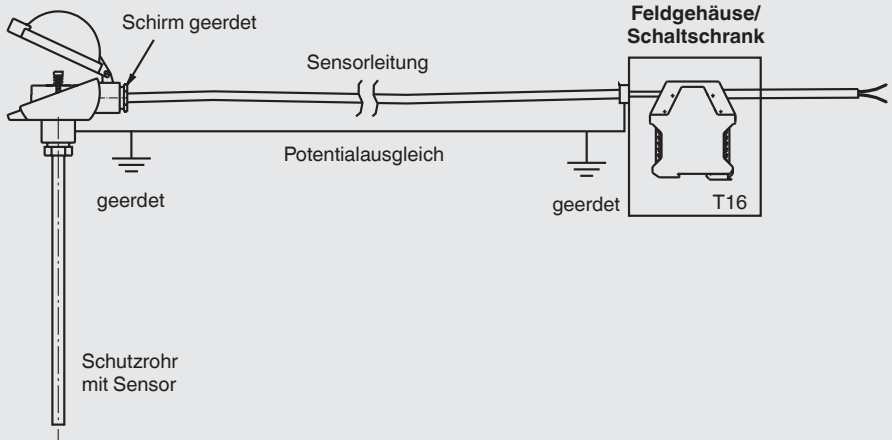 Schirm geerdet
Feldgehäuse/
Schaltschrank
Sensorleitung
Potentialausgleich
geerdet
geerdet
T16
Schutzrohr
mit Sensor